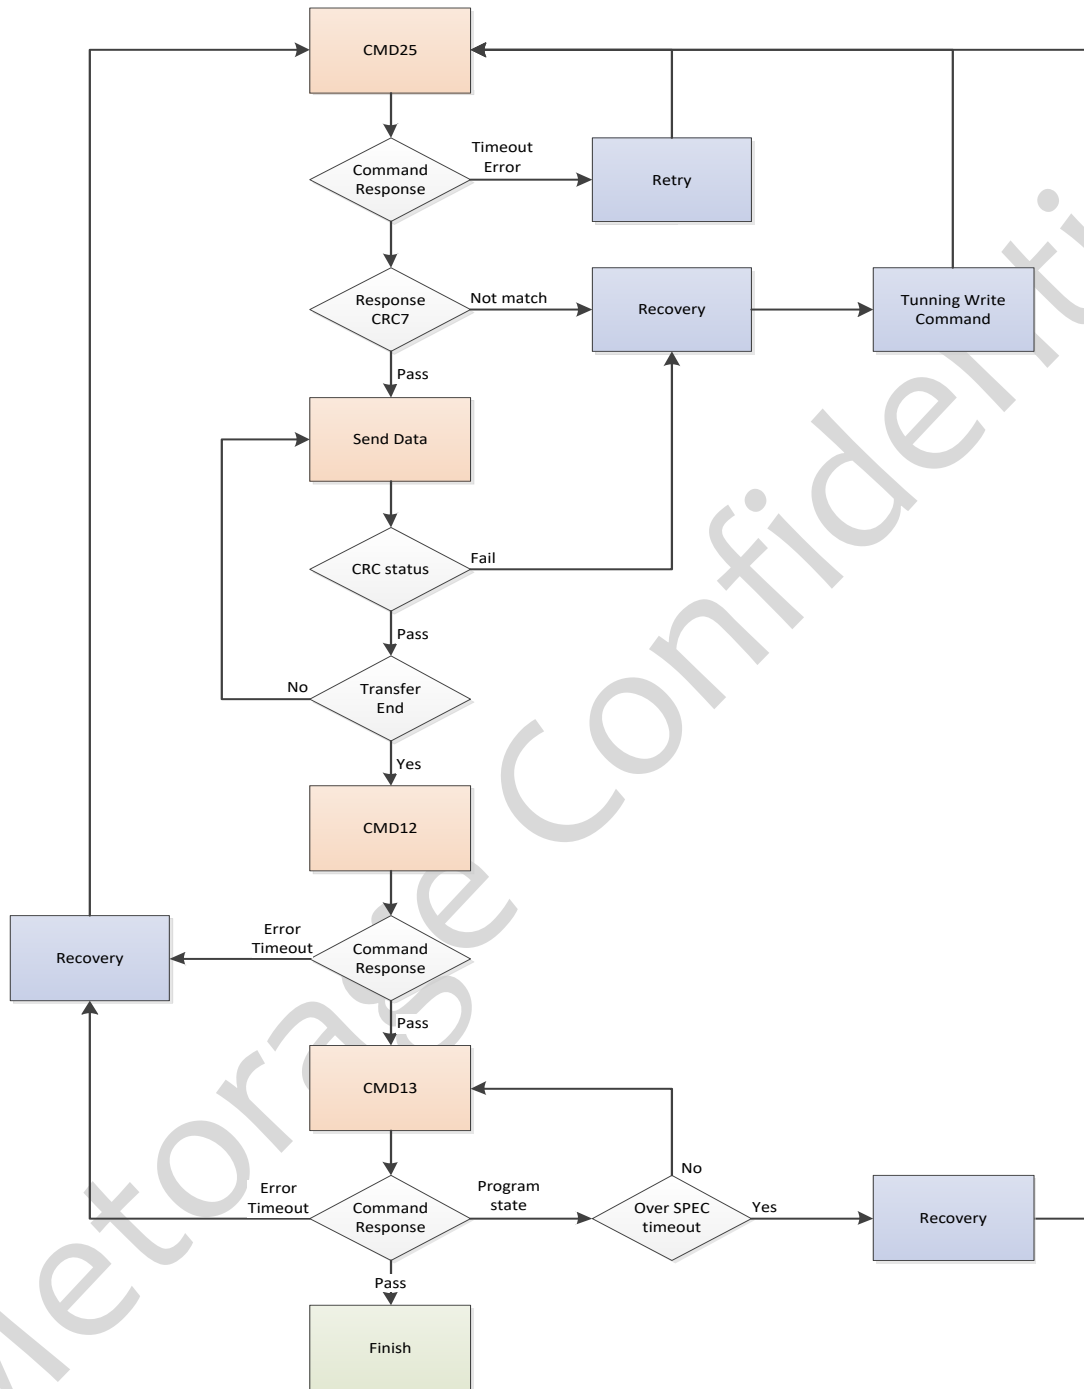 CMD25
Command
Response
Timeout
Error
Retry
Response
CRC7
Not match
Recovery
Tunning Write
Command
Pass
Send Data
CRC status
Fail
Pass
Transfer
End
No
Yes
CMD12
Command
Response
Error
Timeout
Recovery
Pass
CMD13
Command
Response
Error
Timeout
Program
state
Over SPEC
timeout
No
Yes
Recovery
Pass
Finish
Metorage Confidenti